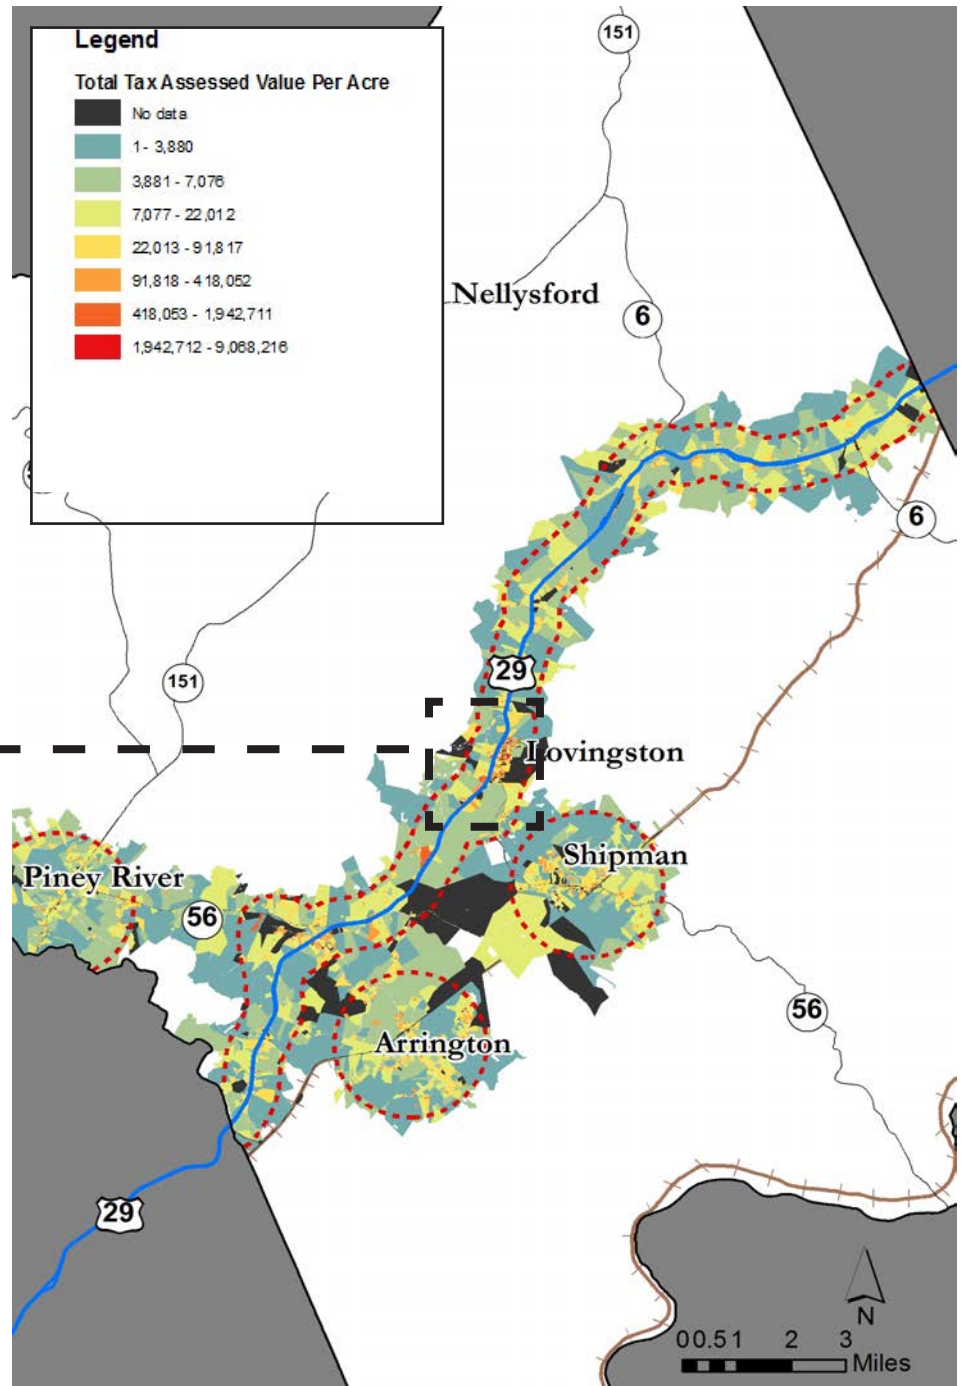 Legend
Total Tax Assessed Value Per Acre
No data
1 - 3,880
3,881 - 7,076
7,077 - 22,012
22,013 - 91,817
91,818 - 418,052
418,053 - 1,942,711
1,942,712 - 9,068,216
151
Nellysford
6
6
29
151
Lovingston
Shipman
Piney River
56
Arrington
56
29
N
0 0.5 1 2 3
Miles